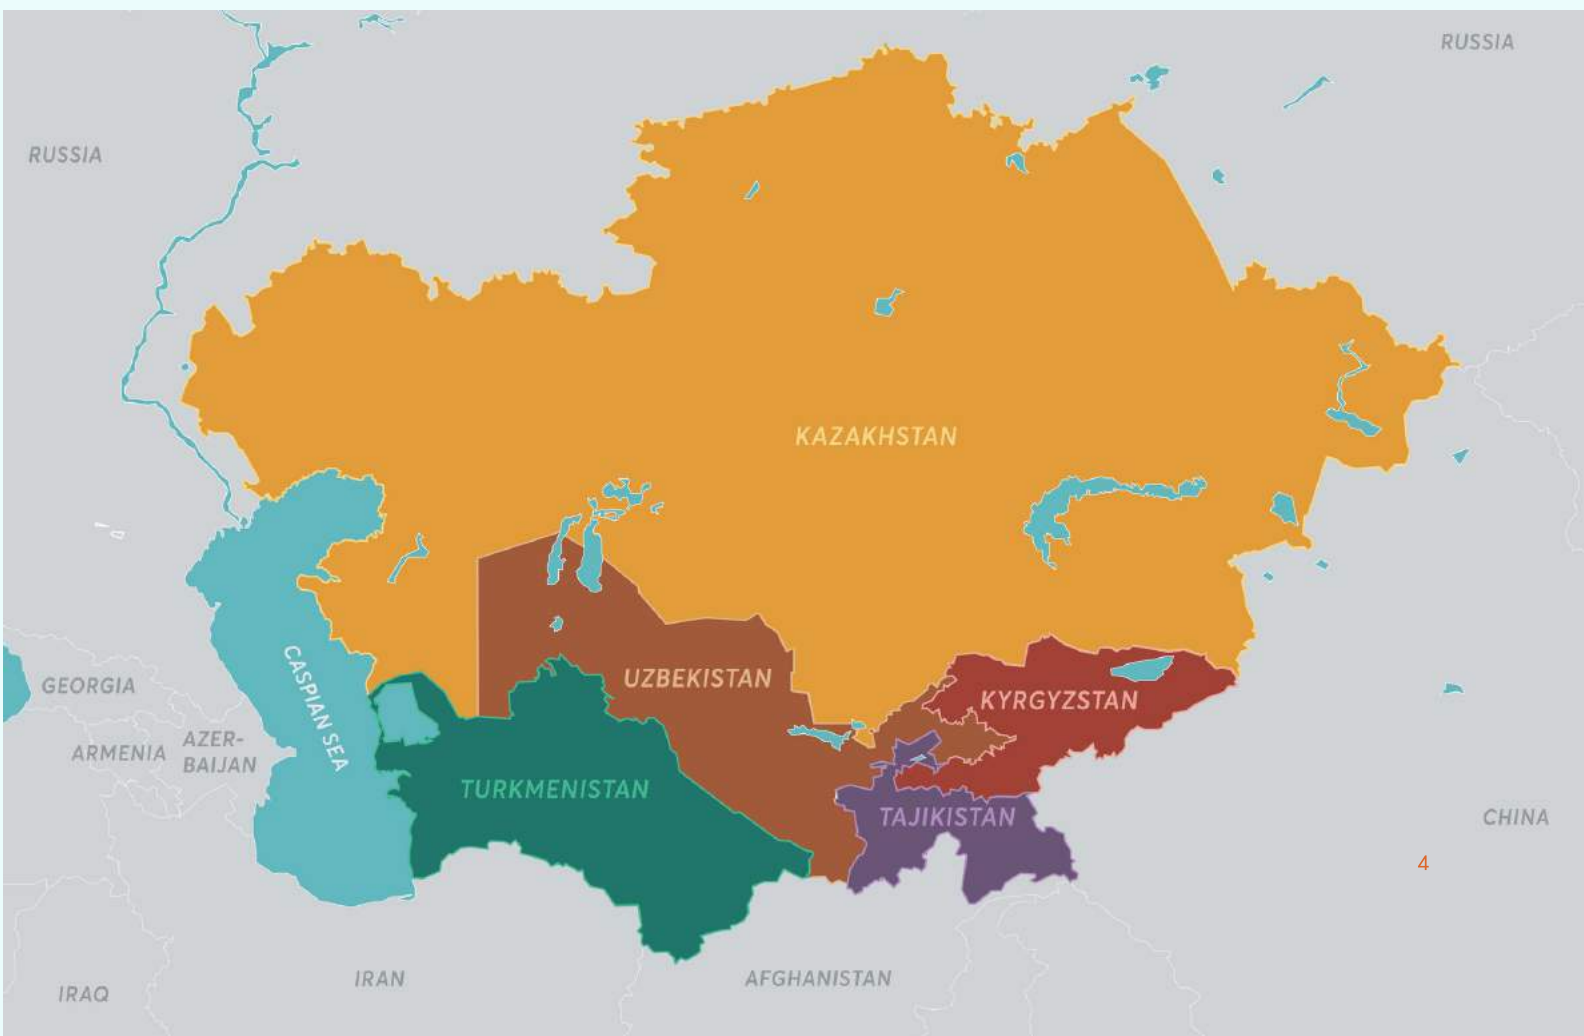 RUSSIA
RUSSIA
KAZAKHSTAN
CASPIAN SEA
UZBEKISTAN
GEORGIA
KYRGYZSTAN
ARMENIA
AZER-
BAIJAN
TURKMENISTAN
TAJIKISTAN
CHINA
4
IRAN
AFGHANISTAN
IRAQ